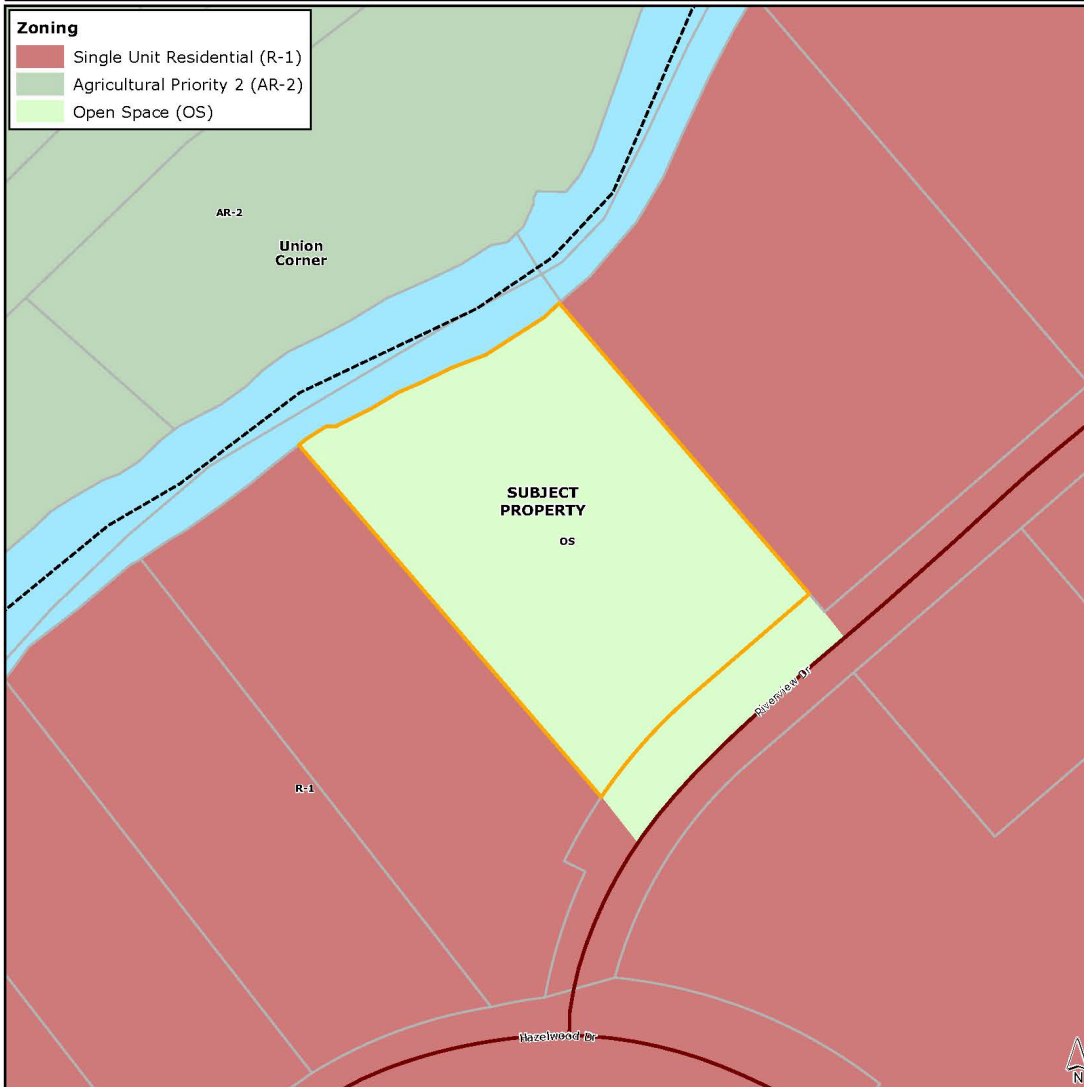 Zoning
Single Unit Residential (R-1)
Agricultural Priority 2 (AR-2)
Open Space (OS)
AR-2
Union
Corner
SUBJECT
PROPERTY
OS
Riverview Dr
R-1
Hazelwood Dr
N